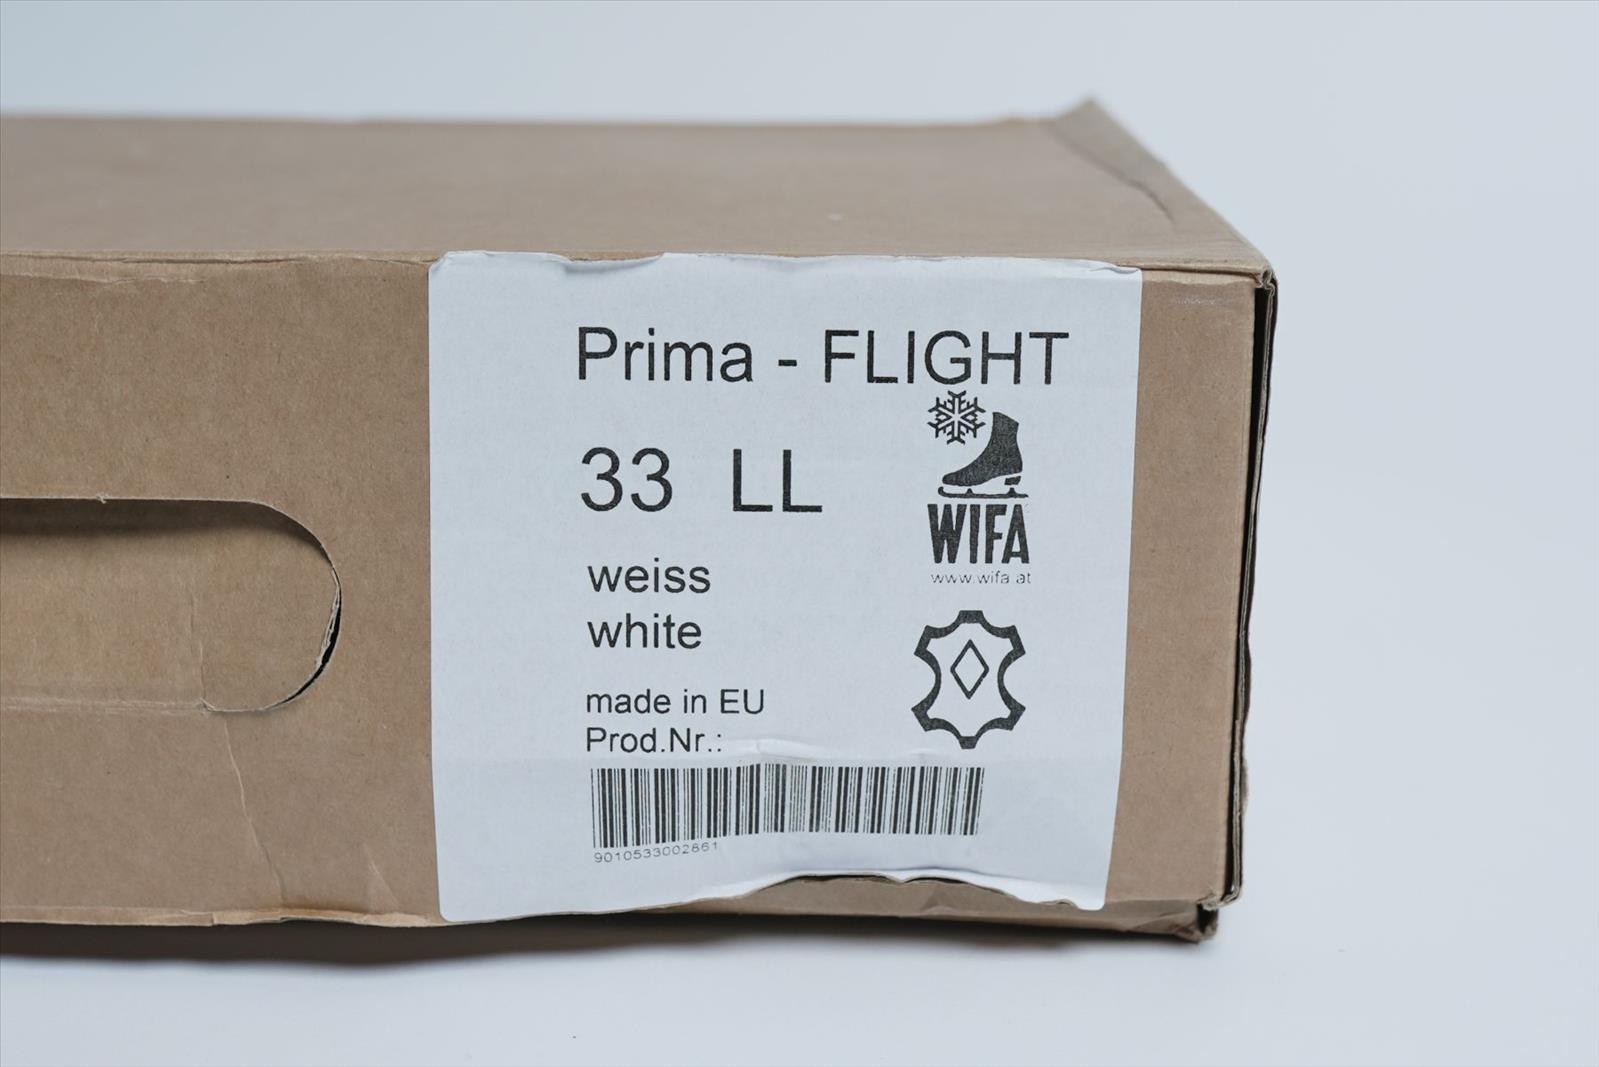 Prima - FLIGHT
33 LL
WIFA
www.wifa.at
weiss
white
made in EU
Prod.Nr.:
9010533002861